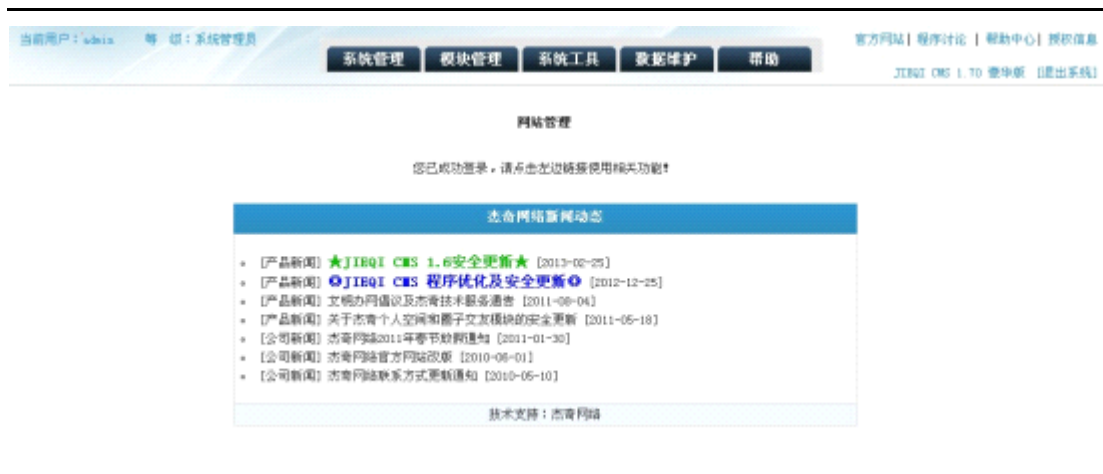 当前用户：admin 等 级：系统管理员
官方网站| 程序讨论 | 帮助中心| 授权信息
系统管理 模块管理 系统工具 数据维护 帮助
JIEQI CMS 1.70 豪华版 [退出系统]
网站管理
您已成功登录，请点击左边链接使用相关功能！
杰奇网络新闻动态
[产品新闻] ★JIEQI CMS 1.6安全更新★ [2013-02-25]
[产品新闻] ✪JIEQI CMS 程序优化及安全更新✪ [2012-12-25]
[产品新闻] 文明办网倡议及杰奇技术服务通告 [2011-08-04]
[产品新闻] 关于杰奇个人空间和圈子交友模块的安全更新 [2011-05-18]
[公司新闻] 杰奇网络2011年春节放假通知 [2011-01-30]
[公司新闻] 杰奇网络官方网站改版 [2010-06-01]
[公司新闻] 杰奇网络联系方式更新通知 [2010-05-10]
技术支持：杰奇网络